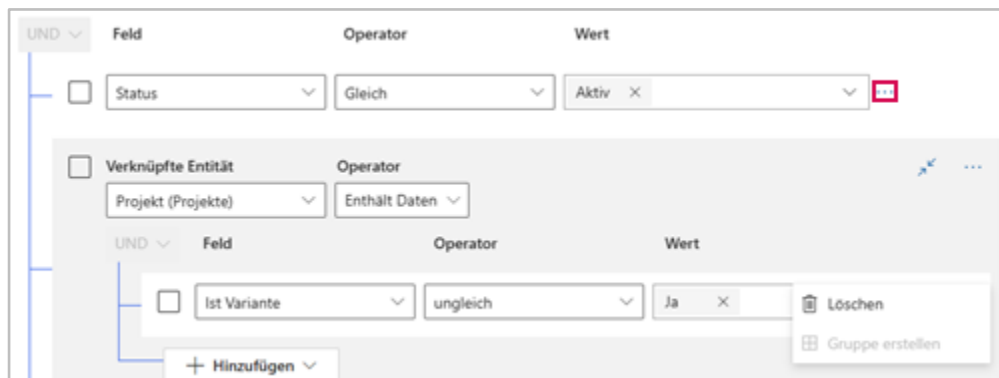 UND Feld Operator Wert
Status Gleich Aktiv
Verknüpfte Entität Operator
Projekt (Projekte) Enthält Daten
UND Feld Operator Wert
Ist Variante ungleich Ja
Löschen
Gruppe erstellen
Hinzufügen